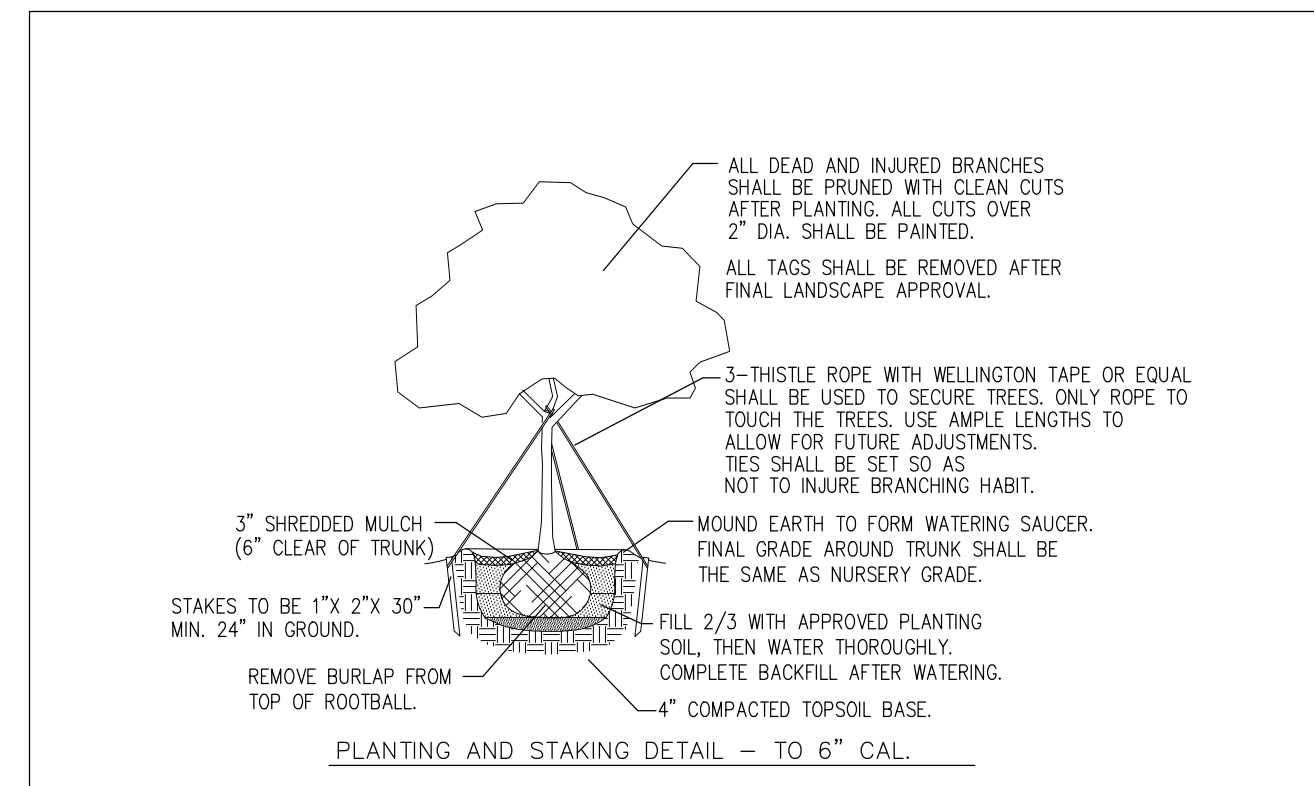 ALL DEAD AND INJURED BRANCHES
SHALL BE PRUNED WITH CLEAN CUTS
AFTER PLANTING. ALL CUTS OVER
2" DIA. SHALL BE PAINTED.
ALL TAGS SHALL BE REMOVED AFTER
FINAL LANDSCAPE APPROVAL.
3-THISTLE ROPE WITH WELLINGTON TAPE OR EQUAL
SHALL BE USED TO SECURE TREES. ONLY ROPE TO
TOUCH THE TREES. USE AMPLE LENGTHS TO
ALLOW FOR FUTURE ADJUSTMENTS.
TIES SHALL BE SET SO AS
NOT TO INJURE BRANCHING HABIT.
3" SHREDDED MULCH
(6" CLEAR OF TRUNK)
MOUND EARTH TO FORM WATERING SAUCER.
FINAL GRADE AROUND TRUNK SHALL BE
THE SAME AS NURSERY GRADE.
STAKES TO BE 1"X 2"X 30"
MIN. 24" IN GROUND.
FILL 2/3 WITH APPROVED PLANTING
SOIL, THEN WATER THOROUGHLY.
COMPLETE BACKFILL AFTER WATERING.
REMOVE BURLAP FROM
TOP OF ROOTBALL.
4" COMPACTED TOPSOIL BASE.
PLANTING AND STAKING DETAIL – TO 6" CAL.